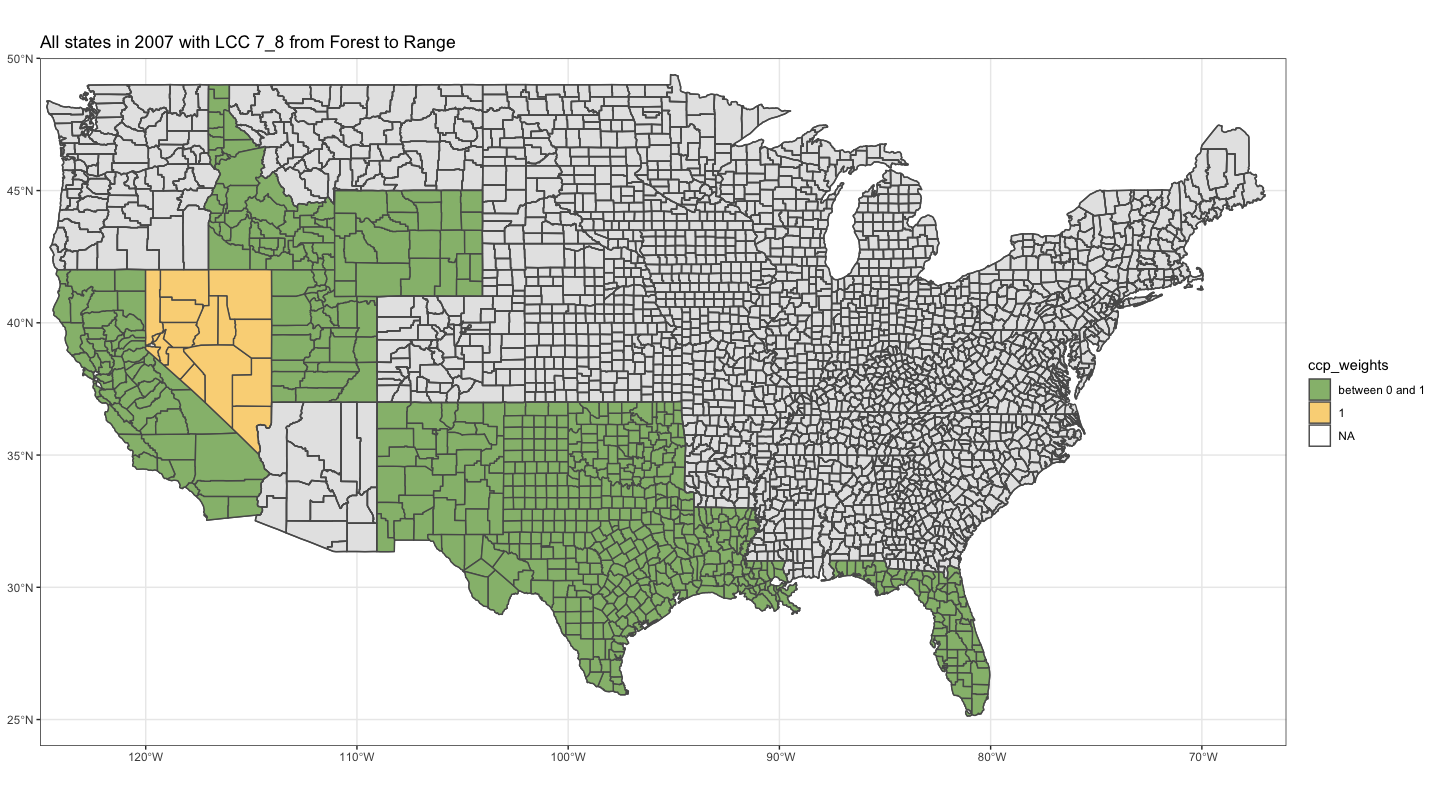 All states in 2007 with LCC 7_8 from Forest to Range
50°N
45°N
40°N
35°N
30°N
25°N
120°W
110°W
100°W
90°W
80°W
70°W
ccp_weights
between 0 and 1
1
NA